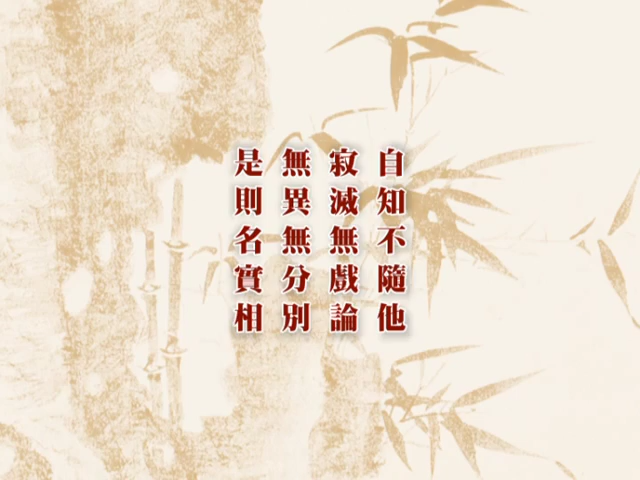 自知不隨他
寂滅無戲論
無異無分別
是則名實相